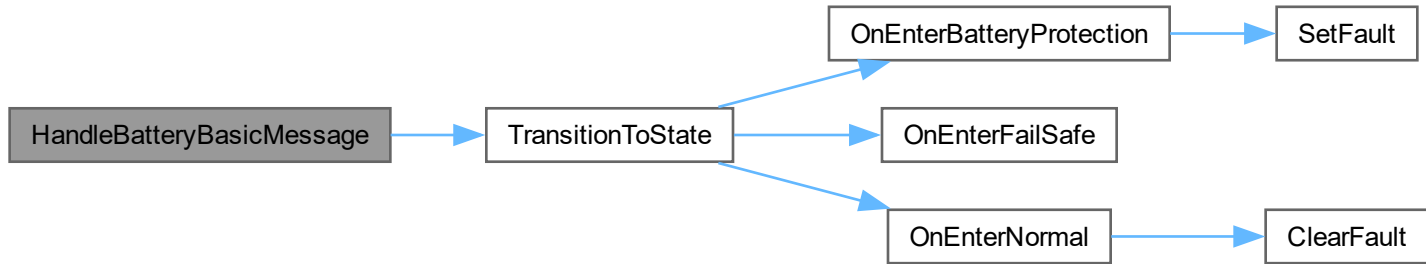 OnEnterBatteryProtection
SetFault
HandleBatteryBasicMessage
TransitionToState
OnEnterFailSafe
OnEnterNormal
ClearFault